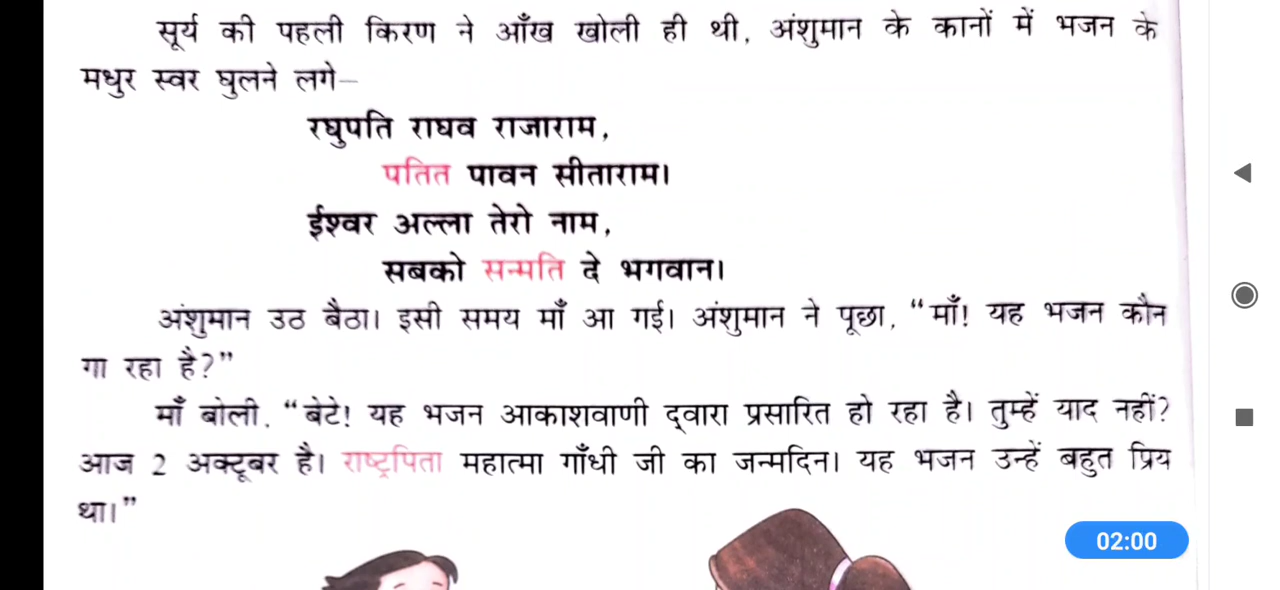 सूर्य की पहली किरण ने आँख खोली ही थी, अंशुमान के कानों में भजन के
मधुर स्वर घुलने लगे–
रघुपति राघव राजाराम,
पतित पावन सीताराम।
ईश्वर अल्ला तेरो नाम,
सबको सन्मति दे भगवान।
अंशुमान उठ बैठा। इसी समय माँ आ गई। अंशुमान ने पूछा, “माँ! यह भजन कौन
गा रहा है?”
माँ बोली, “बेटे! यह भजन आकाशवाणी द्‌वारा प्रसारित हो रहा है। तुम्हें याद नहीं?
आज 2 अक्टूबर है। राष्ट्रपिता महात्मा गाँधी जी का जन्मदिन। यह भजन उन्हें बहुत प्रिय
था।”
02:00